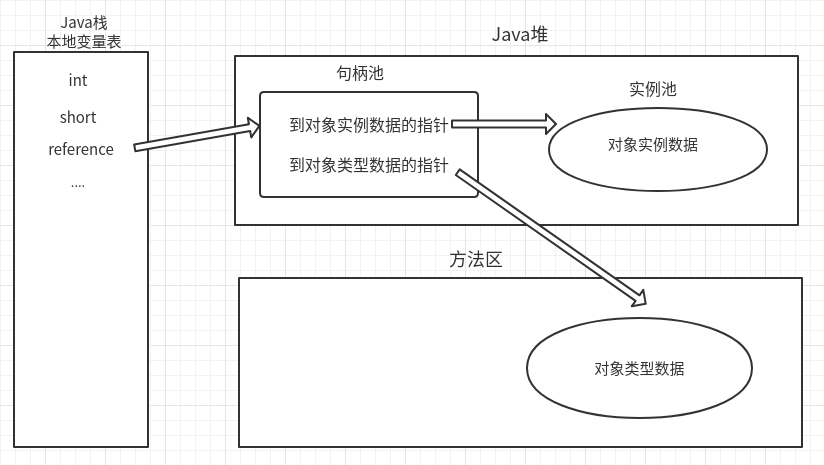 Java栈
本地变量表
int
short
reference
....
Java堆
句柄池
到对象实例数据的指针
到对象类型数据的指针
实例池
对象实例数据
方法区
对象类型数据